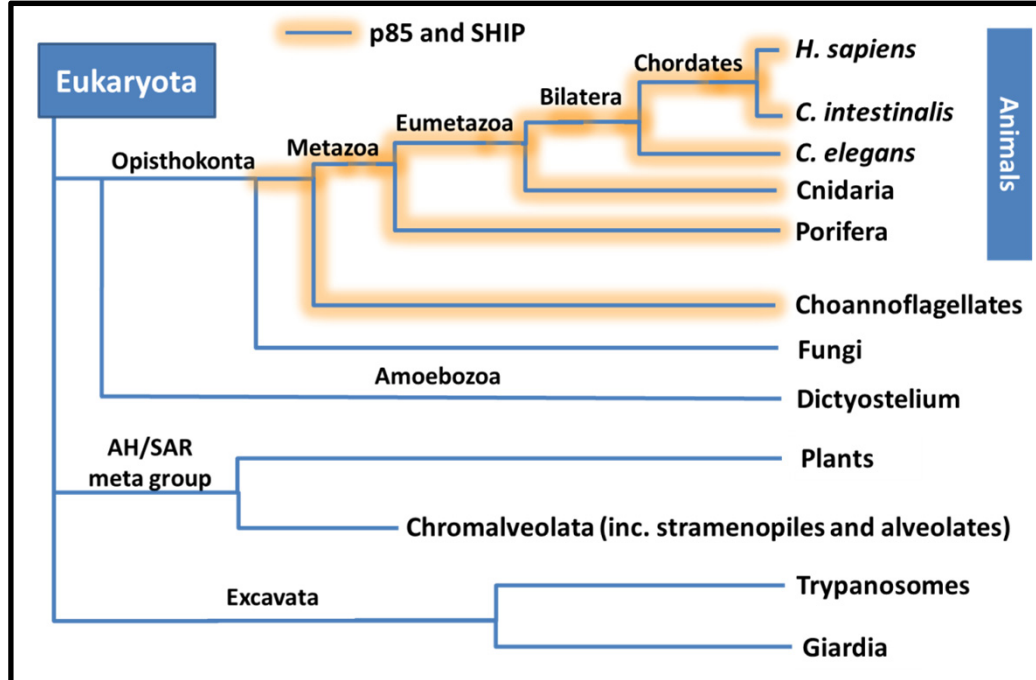 p85 and SHIP
Eukaryota
Chordates
H. sapiens
Bilatera
C. intestinalis
Eumetazoa
Metazoa
Opisthokonta
C. elegans
Cnidaria
Porifera
Animals
Choannoflagellates
Fungi
Amoebozoa
Dictyostelium
AH/SAR
meta group
Plants
Chromalveolata (inc. stramenopiles and alveolates)
Excavata
Trypanosomes
Giardia